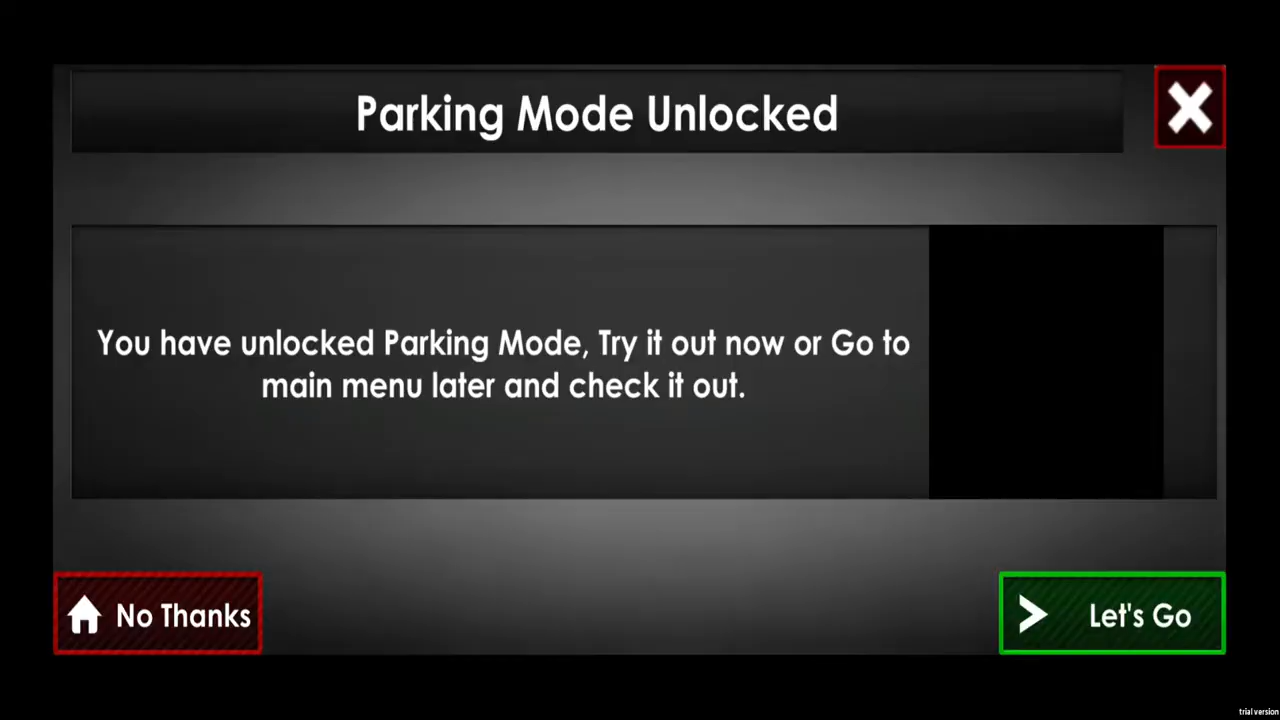 Parking Mode Unlocked
You have unlocked Parking Mode, Try it out now or Go to
main menu later and check it out.
No Thanks
Let's Go
trial version